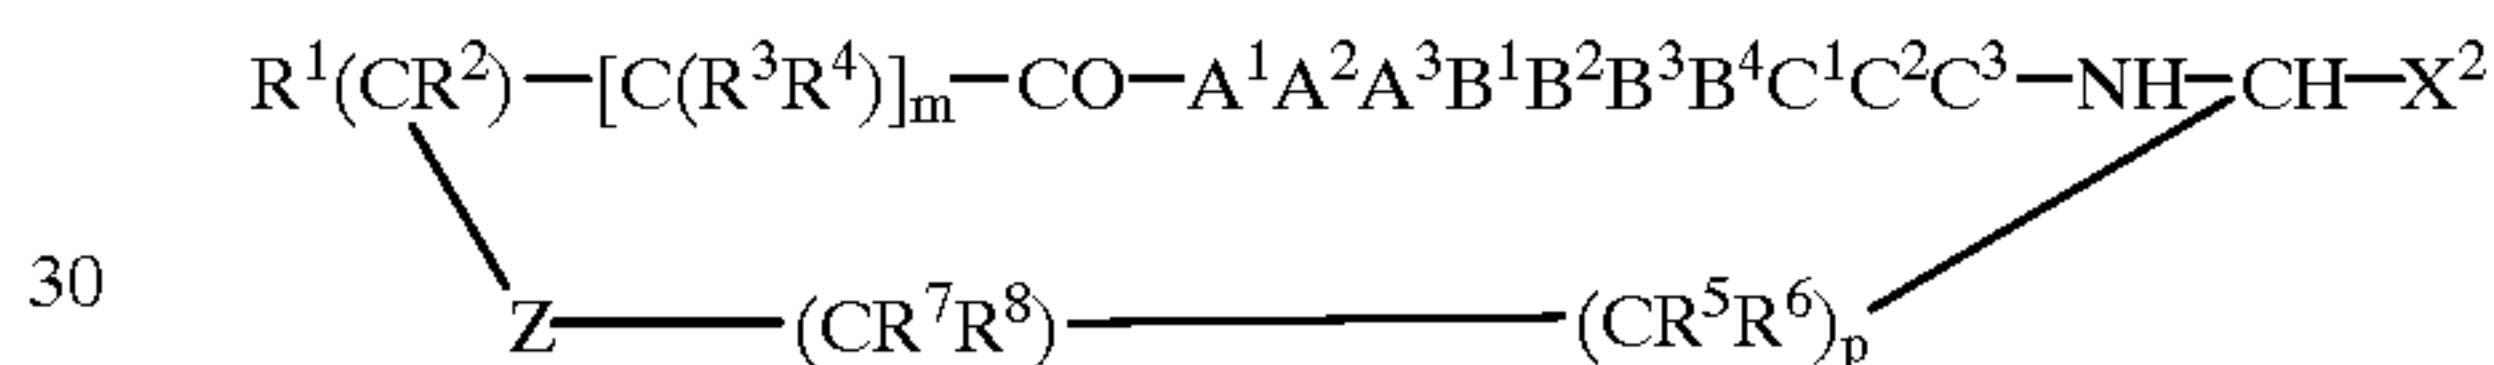 R¹(CR²)—[C(R³R⁴)]ₘ—CO—A¹A²A³B¹B²B³B⁴C¹C²C³—NH—CH—X²
30 Z—(CR⁷R⁸)—(CR⁵R⁶)ₚ